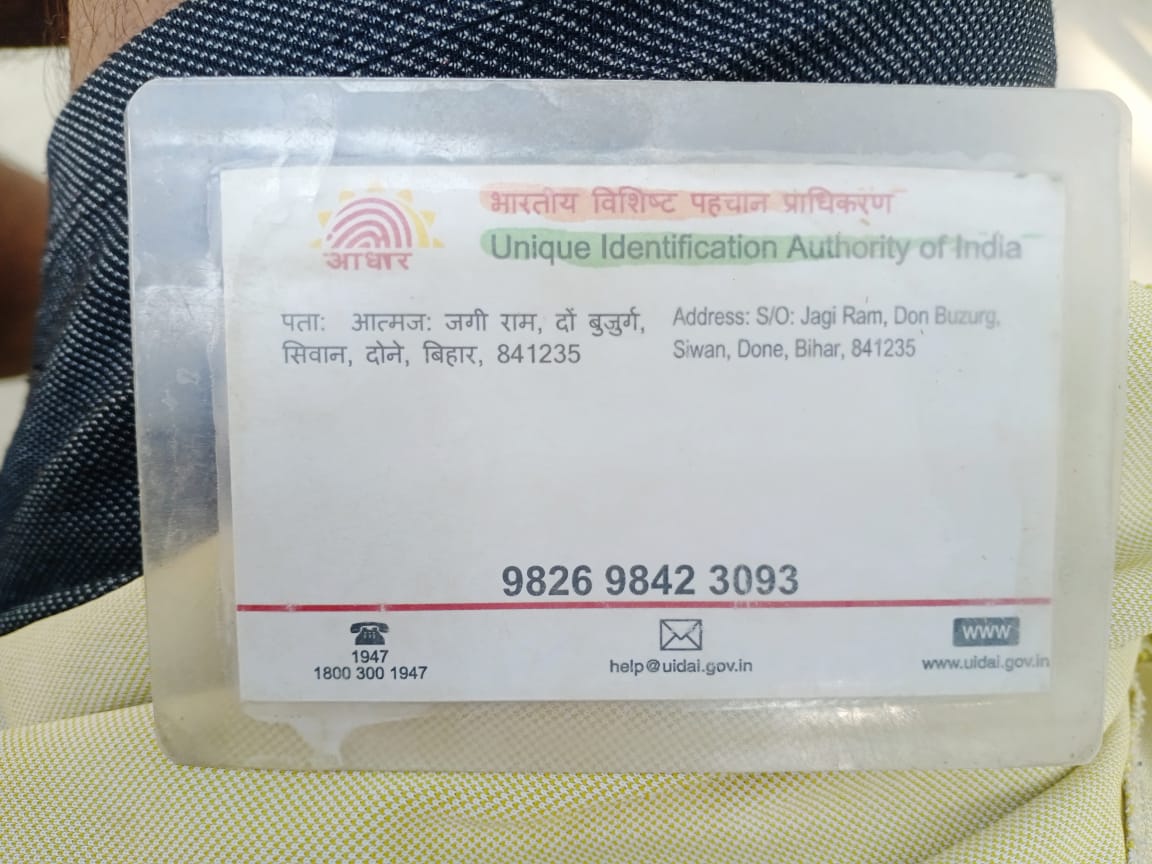 भारतीय विशिष्ट पहचान प्राधिकरण
Unique Identification Authority of India
आधार
पता: आत्मज: जगी राम, दों बुजुर्ग,
सिवान, दोने, बिहार, 841235
Address: S/O: Jagi Ram, Don Buzurg,
Siwan, Done, Bihar, 841235
9826 9842 3093
1947
1800 300 1947
help@uidai.gov.in
www
www.uidai.gov.in